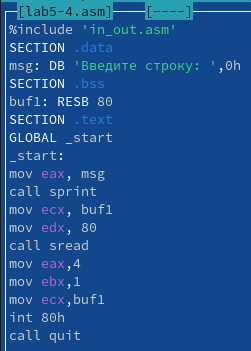 [lab5-4.asm] [----]
%include 'in_out.asm'
SECTION .data
msg: DB 'Введите строку: ',0h
SECTION .bss
buf1: RESB 80
SECTION .text
GLOBAL _start
_start:
mov eax, msg
call sprint
mov ecx, buf1
mov edx, 80
call sread
mov eax,4
mov ebx,1
mov ecx,buf1
int 80h
call quit